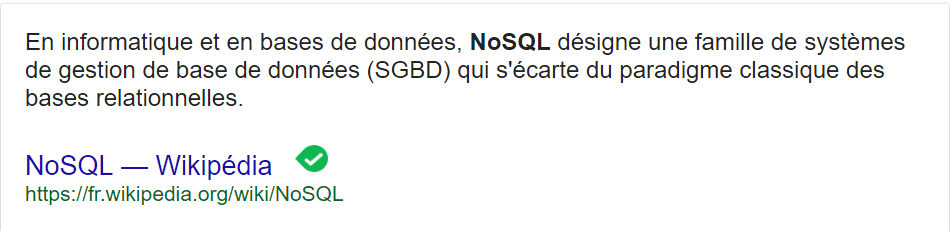 En informatique et en bases de données, NoSQL désigne une famille de systèmes
de gestion de base de données (SGBD) qui s'écarte du paradigme classique des
bases relationnelles.
NoSQL — Wikipédia
https://fr.wikipedia.org/wiki/NoSQL